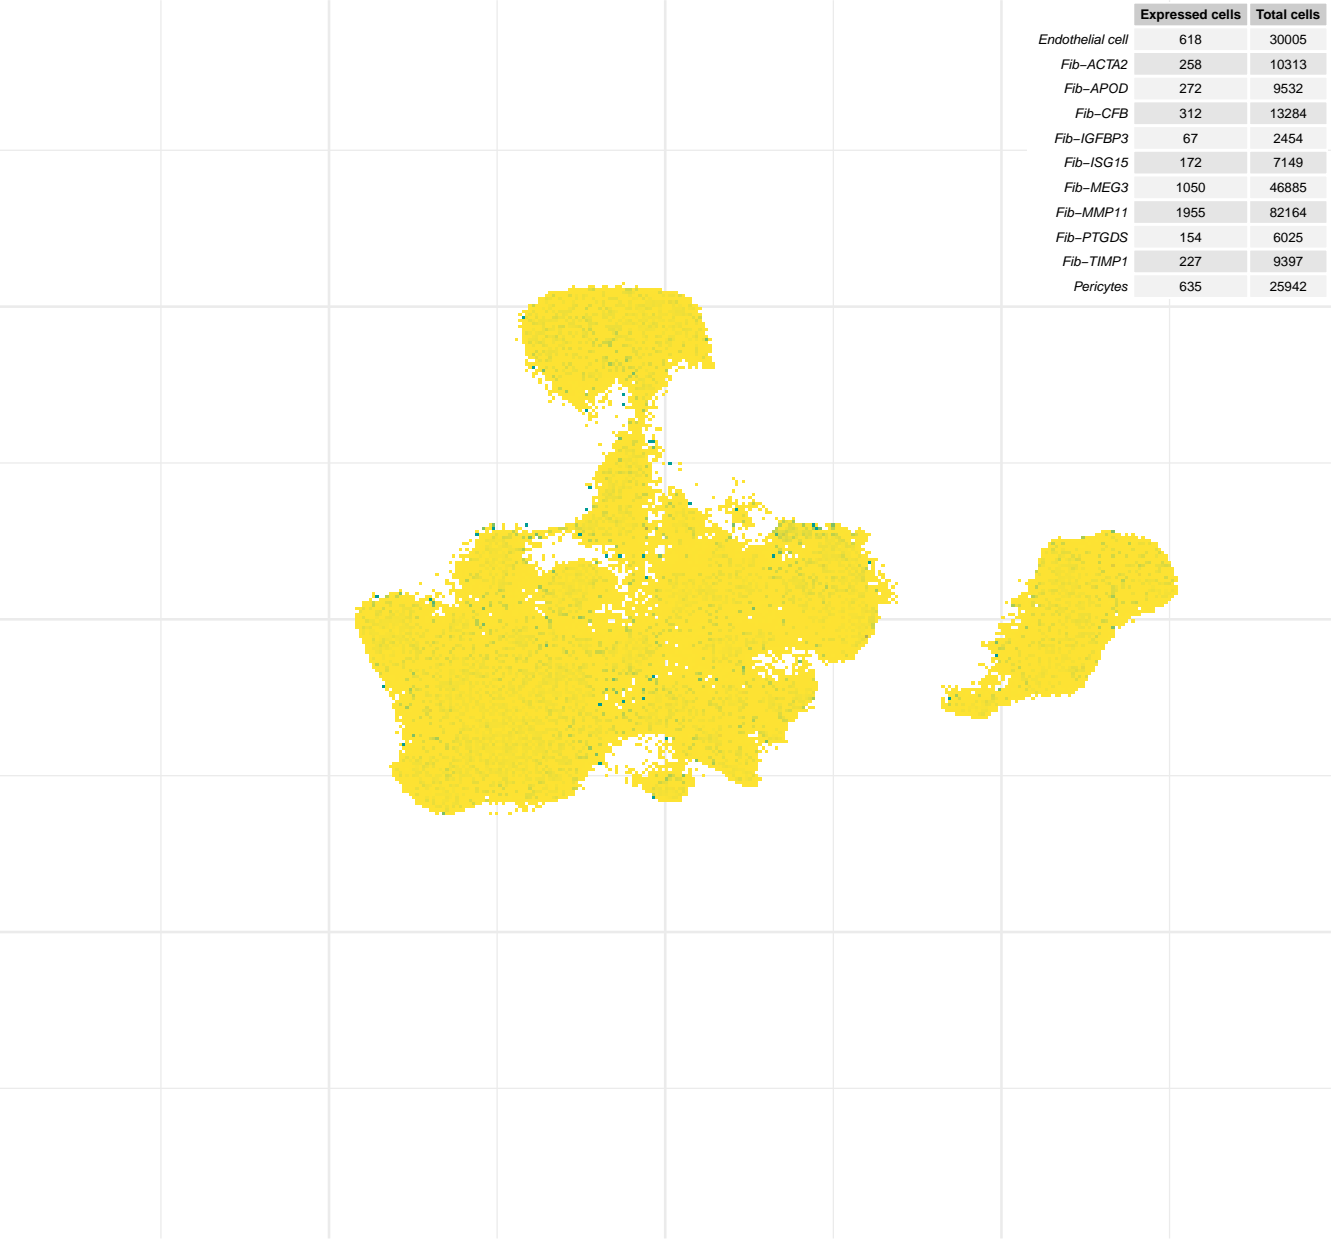 Expressed cells Total cells
Endothelial cell 618 30005
Fib−ACTA2 258 10313
Fib−APOD 272 9532
Fib−CFB 312 13284
Fib−IGFBP3 67 2454
Fib−ISG15 172 7149
Fib−MEG3 1050 46885
Fib−MMP11 1955 82164
Fib−PTGDS 154 6025
Fib−TIMP1 227 9397
Pericytes 635 25942